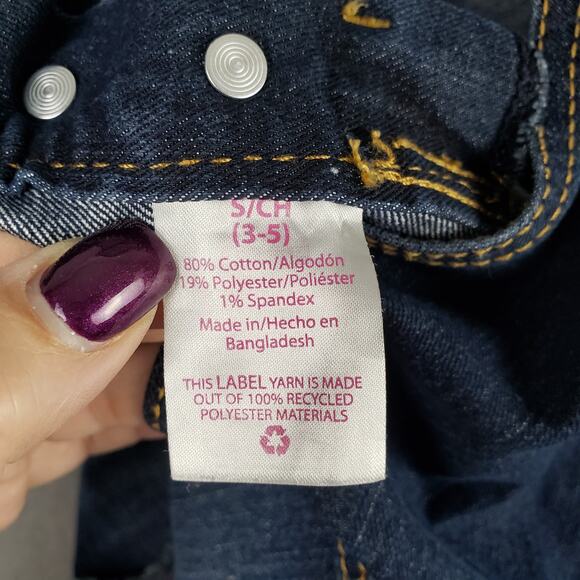 S/CH
(3-5)
80% Cotton/Algodón
19% Polyester/Poliéster
1% Spandex
Made in/Hecho en
Bangladesh
THIS LABEL YARN IS MADE
OUT OF 100% RECYCLED
POLYESTER MATERIALS